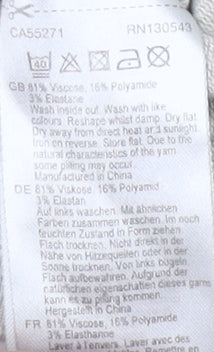 CA55271 RN130543
40
GB 81% Viscose, 16% Polyamide
3% Elastane
Wash inside out. Wash with like
colours. Reshape whilst damp. Dry flat.
Dry away from direct heat and sunlight.
Iron on reverse. Store flat. Due to the
natural characteristics of the yarn
some pilling may occur.
Manufactured in China
DE 81% Viskose, 16% Polyamid
3% Elastan
Auf links waschen. Mit ähnlichen
Farben zusammen waschen. Im noch
feuchten Zustand in Form ziehen
Flach trocknen. Nicht direkt in der
Nähe von Hitzequellen oder in der
Sonne trocknen. Von links bügeln.
Flach aufbewahren. Aufgrund der
natürlichen eigenschaften dieses garns
kann es zu pilling kommen.
Hergestellt in China
FR 81% Viscose, 16% Polyamide
3% Élasthanne
Laver à l'envers. Laver avec des